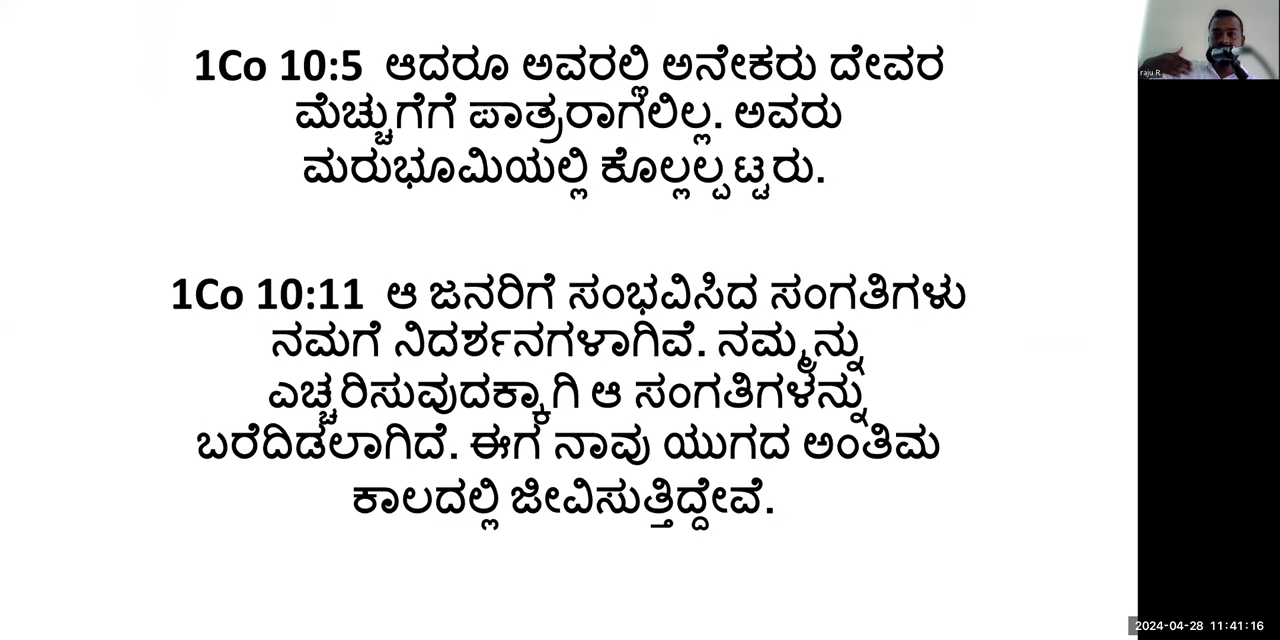 1Co 10:5 ಆದರೂ ಅವರಲ್ಲಿ ಅನೇಕರು ದೇವರ
ಮೆಚ್ಚುಗೆಗೆ ಪಾತ್ರರಾಗಲಿಲ್ಲ. ಅವರು
ಮರುಭೂಮಿಯಲ್ಲಿ ಕೊಲ್ಲಲ್ಪಟ್ಟರು.
1Co 10:11 ಆ ಜನರಿಗೆ ಸಂಭವಿಸಿದ ಸಂಗತಿಗಳು
ನಮಗೆ ನಿದರ್ಶನಗಳಾಗಿವೆ. ನಮ್ಮನ್ನು
ಎಚ್ಚರಿಸುವುದಕ್ಕಾಗಿ ಆ ಸಂಗತಿಗಳನ್ನು
ಬರೆದಿಡಲಾಗಿದೆ. ಈಗ ನಾವು ಯುಗದ ಅಂತಿಮ
ಕಾಲದಲ್ಲಿ ಜೀವಿಸುತ್ತಿದ್ದೇವೆ.
raju R
2024-04-28 11:41:16